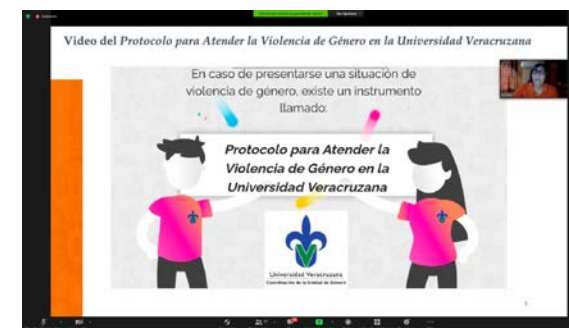 Video del Protocolo para Atender la Violencia de Género en la Universidad Veracruzana
En caso de presentarse una situación de
violencia de género, existe un instrumento
llamado:
Protocolo para Atender la
Violencia de Género en la
Universidad Veracruzana
Universidad Veracruzana
Coordinación de la Unidad de Género